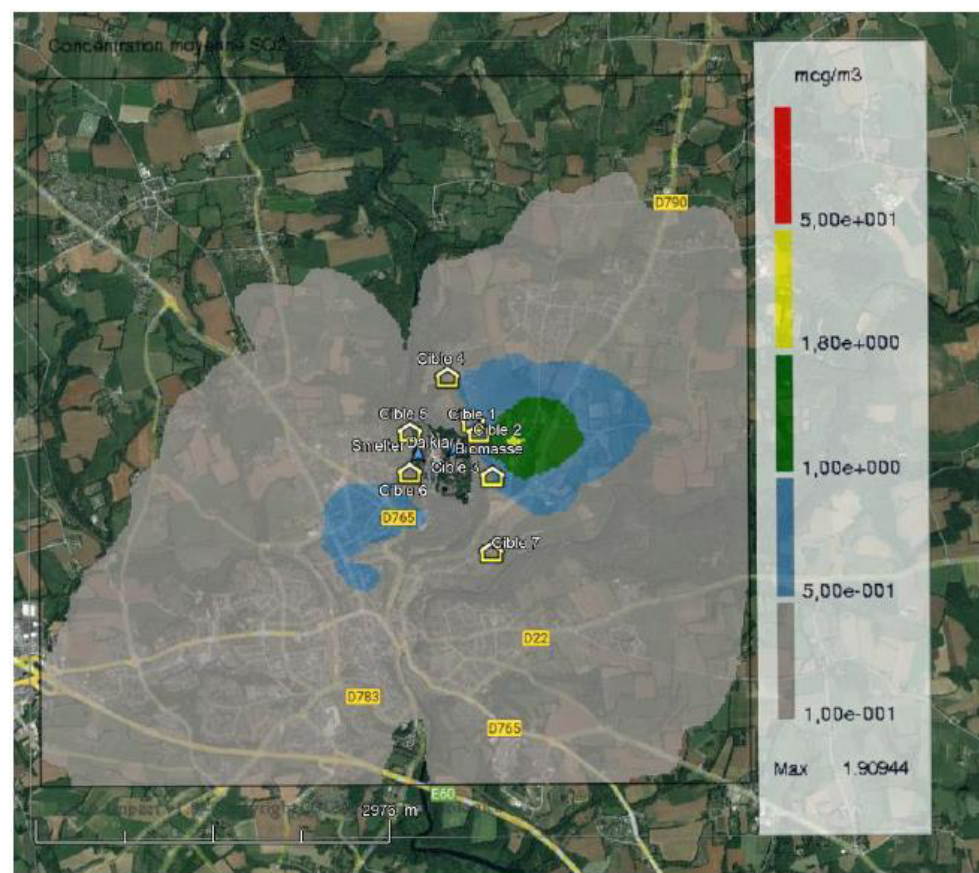 Concentration moyenne SO2
mcg/m3
D790
5,00e+001
1,80e+000
Cible 4
Cible 5
Cible 1
Cible 2
Smelter
Biomasse
Cible 3
1,00e+000
Cible 6
D765
Cible 7
5,00e-001
D22
D783
1,00e-001
D765
Max 1.90944
E60
2976 m